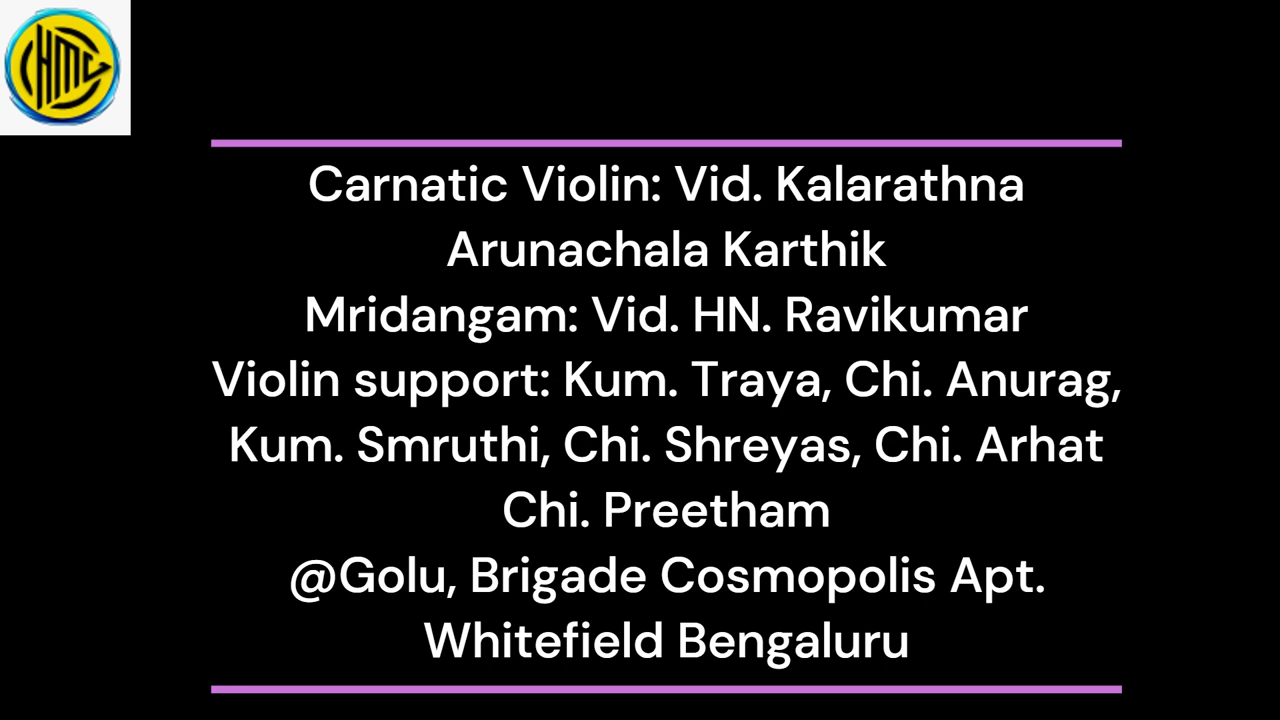 CHMC
Carnatic Violin: Vid. Kalarathna
Arunachala Karthik
Mridangam: Vid. HN. Ravikumar
Violin support: Kum. Traya, Chi. Anurag,
Kum. Smruthi, Chi. Shreyas, Chi. Arhat
Chi. Preetham
@Golu, Brigade Cosmopolis Apt.
Whitefield Bengaluru